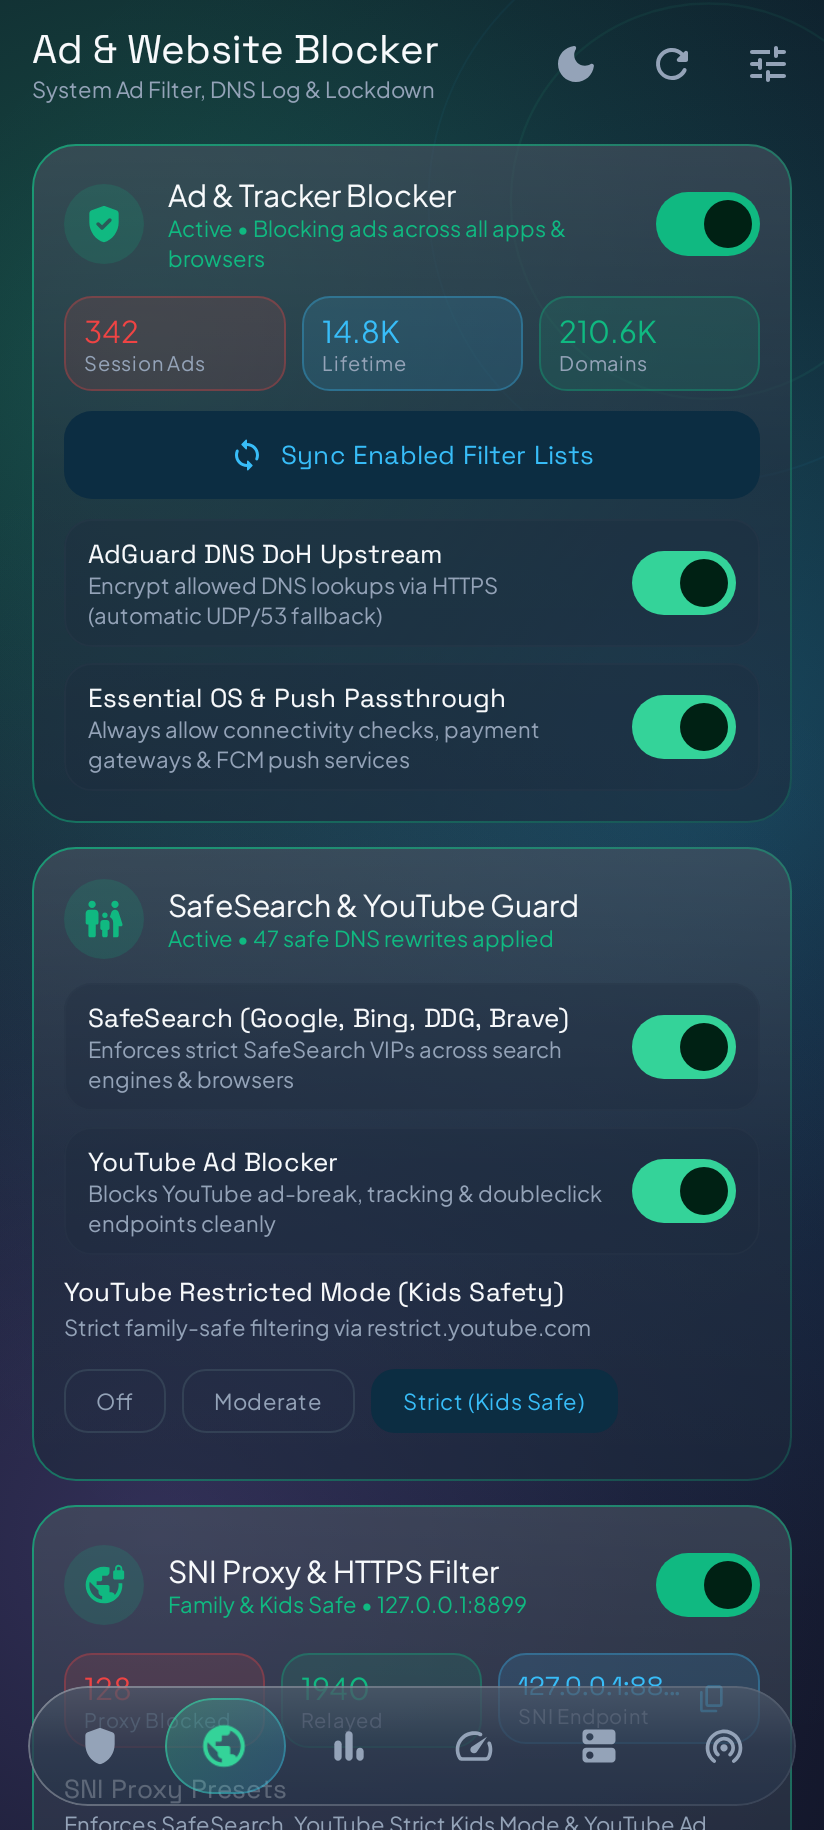 Ad & Website Blocker
System Ad Filter, DNS Log & Lockdown
Ad & Tracker Blocker
Active • Blocking ads across all apps &
browsers
342
Session Ads
14.8K
Lifetime
210.6K
Domains
Sync Enabled Filter Lists
AdGuard DNS DoH Upstream
Encrypt allowed DNS lookups via HTTPS
(automatic UDP/53 fallback)
Essential OS & Push Passthrough
Always allow connectivity checks, payment
gateways & FCM push services
SafeSearch & YouTube Guard
Active • 47 safe DNS rewrites applied
SafeSearch (Google, Bing, DDG, Brave)
Enforces strict SafeSearch VIPs across search
engines & browsers
YouTube Ad Blocker
Blocks YouTube ad-break, tracking & doubleclick
endpoints cleanly
YouTube Restricted Mode (Kids Safety)
Strict family-safe filtering via restrict.youtube.com
Off
Moderate
Strict (Kids Safe)
SNI Proxy & HTTPS Filter
Family & Kids Safe • 127.0.0.1:8899
128
Proxy Blocked
1940
Relayed
127.0.0.1:88...
SNI Endpoint
SNI Proxy Presets
Enforces SafeSearch, YouTube Strict Kids Mode & YouTube Ad